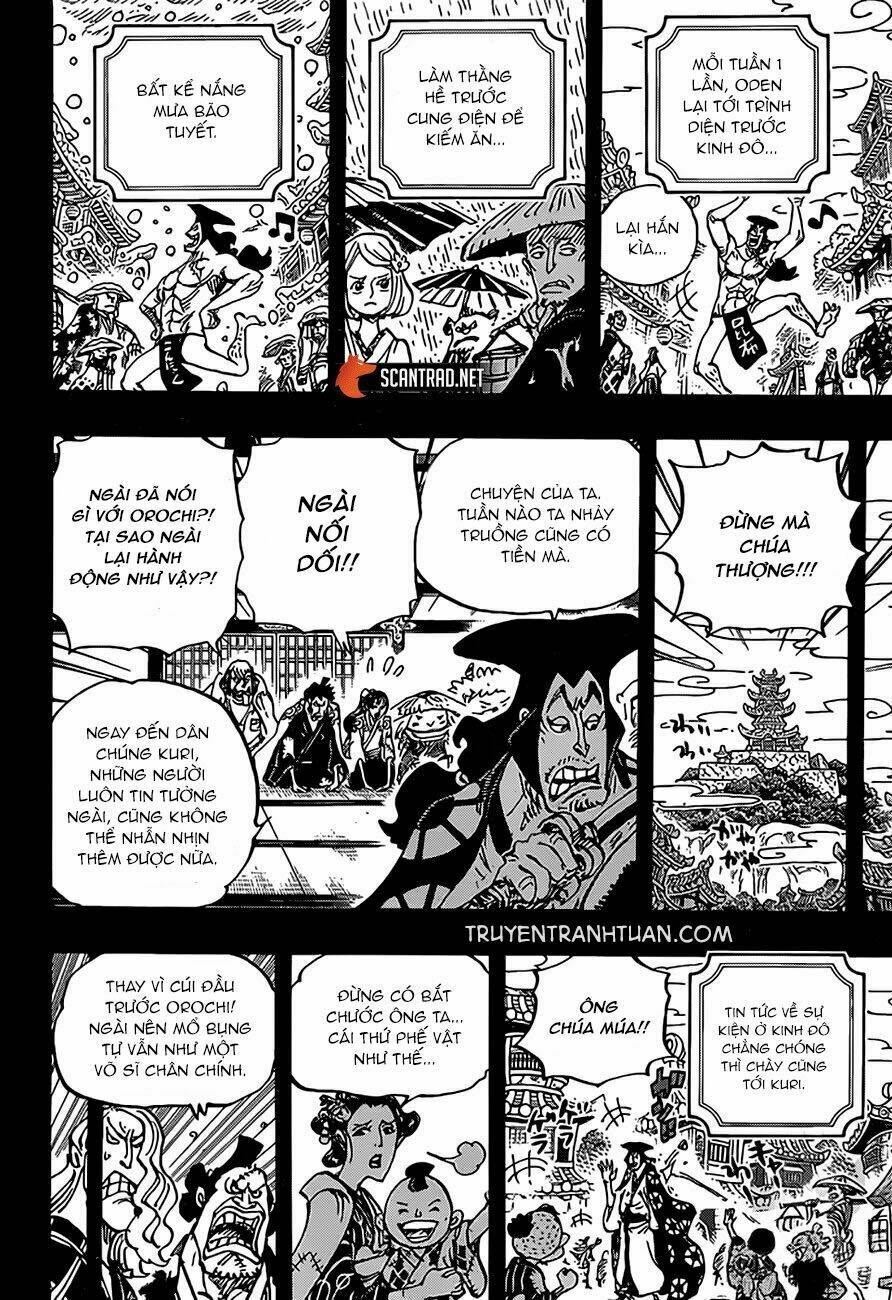 MỖI TUẦN 1
LẦN, ODEN
LẠI TỚI TRÌNH
DIỆN TRƯỚC
KINH ĐÔ...
LẠI HẮN
KÌA...
LÀM THẰNG
HỀ TRƯỚC
CUNG ĐIỆN ĐỂ
KIẾM ĂN...
BẤT KỂ NẮNG
MƯA BÃO
TUYẾT.
SCANTRAD.NET
ĐỪNG MÀ
CHÚA
THƯỢNG!!!
CHUYỆN CỦA TA.
TUẦN NÀO TA NHẢY
TRUỒNG CŨNG CÓ
TIỀN MÀ.
NGÀI
NỐI
DỐI!!
NGÀI ĐÃ NÓI
GÌ VỚI OROCHI?!
TẠI SAO NGÀI
LẠI HÀNH
ĐỘNG NHƯ VẬY?!
NGAY ĐẾN DÂN
CHÚNG KURI,
NHỮNG NGƯỜI
LUÔN TIN TƯỞNG
NGÀI, CŨNG KHÔNG
THỂ NHẪN NHỊN
THÊM ĐƯỢC NỮA.
TRUYENTRANHTUAN.COM
TIN TỨC VỀ SỰ
KIỆN Ở KINH ĐÔ
CHẲNG CHÓNG
THÌ CHẦY CŨNG
TỚI KURI.
ÔNG
CHÚA MÚA!!
ĐỪNG CÓ BẮT
CHƯỚC ÔNG TA...
CÁI THỨ PHẾ VẬT
NHƯ THẾ...
THAY VÌ CÚI ĐẦU
TRƯỚC OROCHI!
NGÀI NÊN MỔ BỤNG
TỰ VẪN NHƯ MỘT
VÕ SĨ CHÂN CHÍNH.